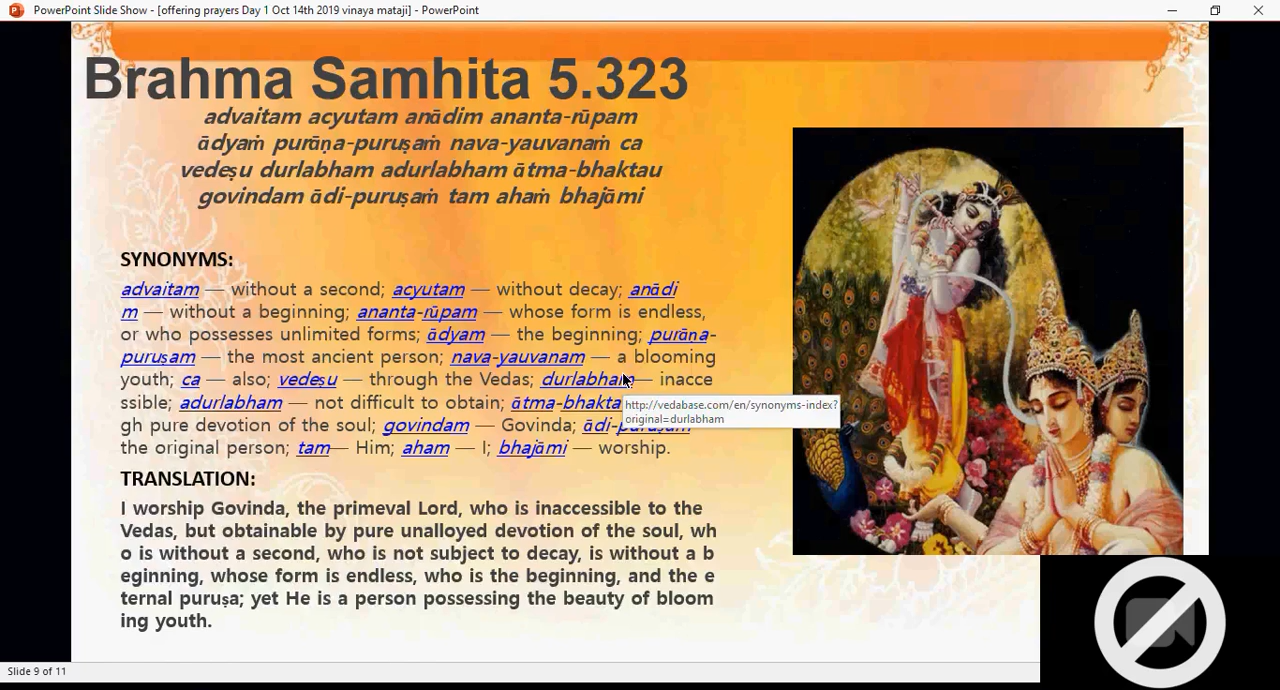 PowerPoint Slide Show - [offering prayers Day 1 Oct 14th 2019 vinaya mataji] - PowerPoint
Brahma Samhita 5.323
advaitam acyutam anādim ananta-rūpam
ādyaṁ purāṇa-puruṣaṁ nava-yauvanaṁ ca
vedeṣu durlabham adurlabham ātma-bhaktau
govindam ādi-puruṣaṁ tam ahaṁ bhajāmi
SYNONYMS:
advaitam — without a second; acyutam — without decay; anādi
m — without a beginning; ananta-rūpam — whose form is endless,
or who possesses unlimited forms; ādyam — the beginning; purāṇa-
puruṣam — the most ancient person; nava-yauvanam — a blooming
youth; ca — also; vedeṣu — through the Vedas; durlabham — inacce
ssible; adurlabham — not difficult to obtain; ātma-bhakta
http://vedabase.com/en/synonyms-index?
original=durlabham
gh pure devotion of the soul; govindam — Govinda; ādi-puruṣam
the original person; tam— Him; aham — I; bhajāmi — worship.
TRANSLATION:
I worship Govinda, the primeval Lord, who is inaccessible to the
Vedas, but obtainable by pure unalloyed devotion of the soul, wh
o is without a second, who is not subject to decay, is without a b
eginning, whose form is endless, who is the beginning, and the e
ternal puruṣa; yet He is a person possessing the beauty of bloom
ing youth.
Slide 9 of 11